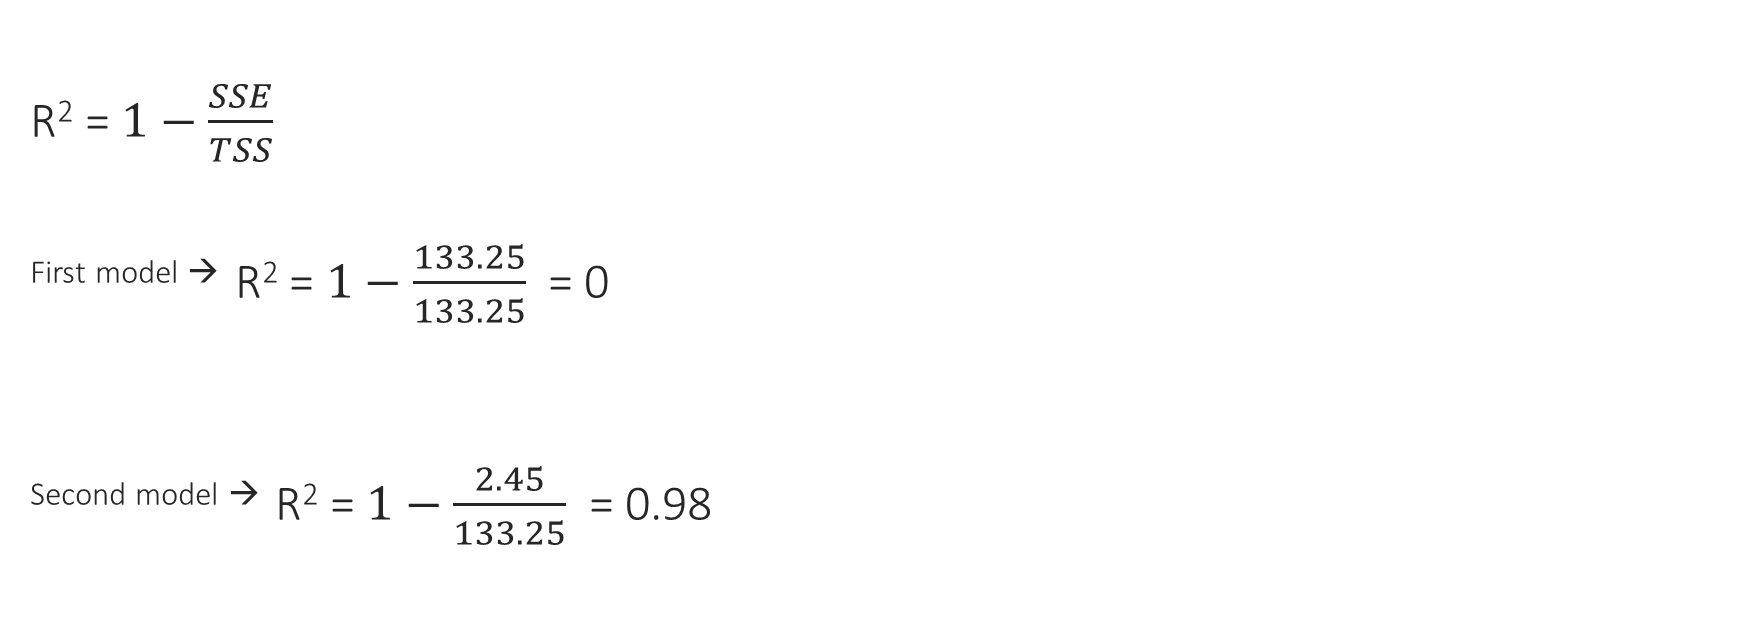 R² = 1 − SSE/TSS
First model → R² = 1 − 133.25/133.25 = 0
Second model → R² = 1 − 2.45/133.25 = 0.98